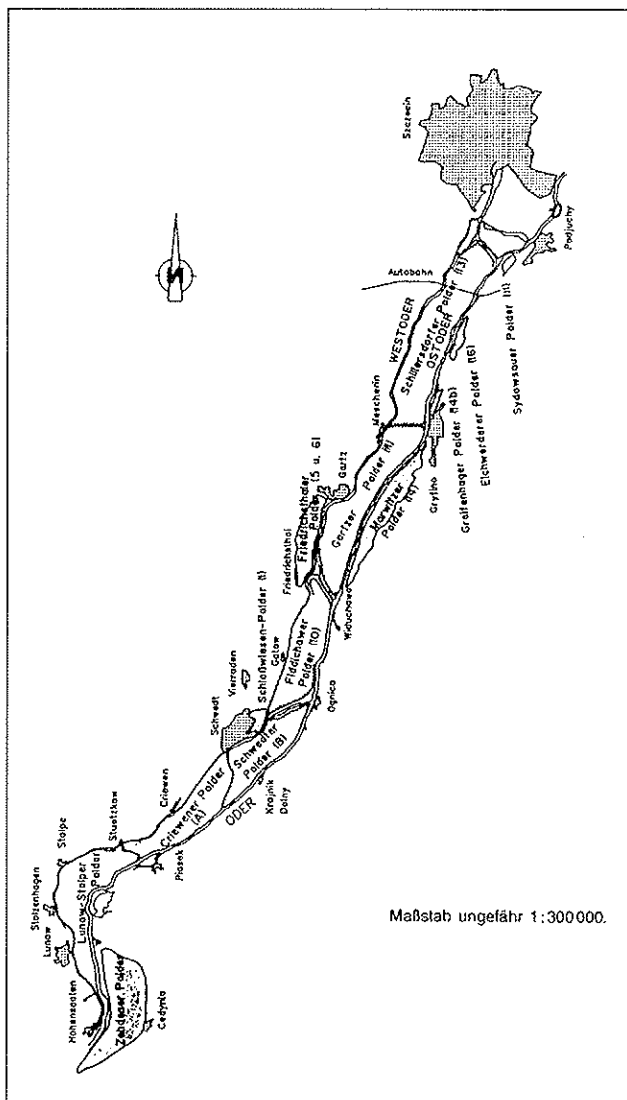 Szczecin
Podjuchy
Autobahn
WESTODER
Schillersdorfer Polder (13)
OSTODER
Sydowsauer Polder (11)
Eichwerderer Polder (16)
Greifenhager Polder (14b)
Gryfino
Mescherin
Marwitzer
Polder (14)
Gartzer Polder
Gartz
Friedrichsthaler
Polder (5 u. 6)
Friedrichsthal
Widuchowa
Fiddichower
Polder (10)
Gatow
Schloßwiesen-Polder (1)
Vierraden
Schwedt
Ognica
Schwedter
Polder (B)
Krajnik
Dolny
ODER
Criewener Polder
(A)
Criewen
Piasek
Stuetzkow
Stolpe
Lunow-Stolper
Polder
Stolzenhagen
Lunow
Hohensaaten
Zehdener Polder
Cedynia
N
Maßstab ungefähr 1:300000.